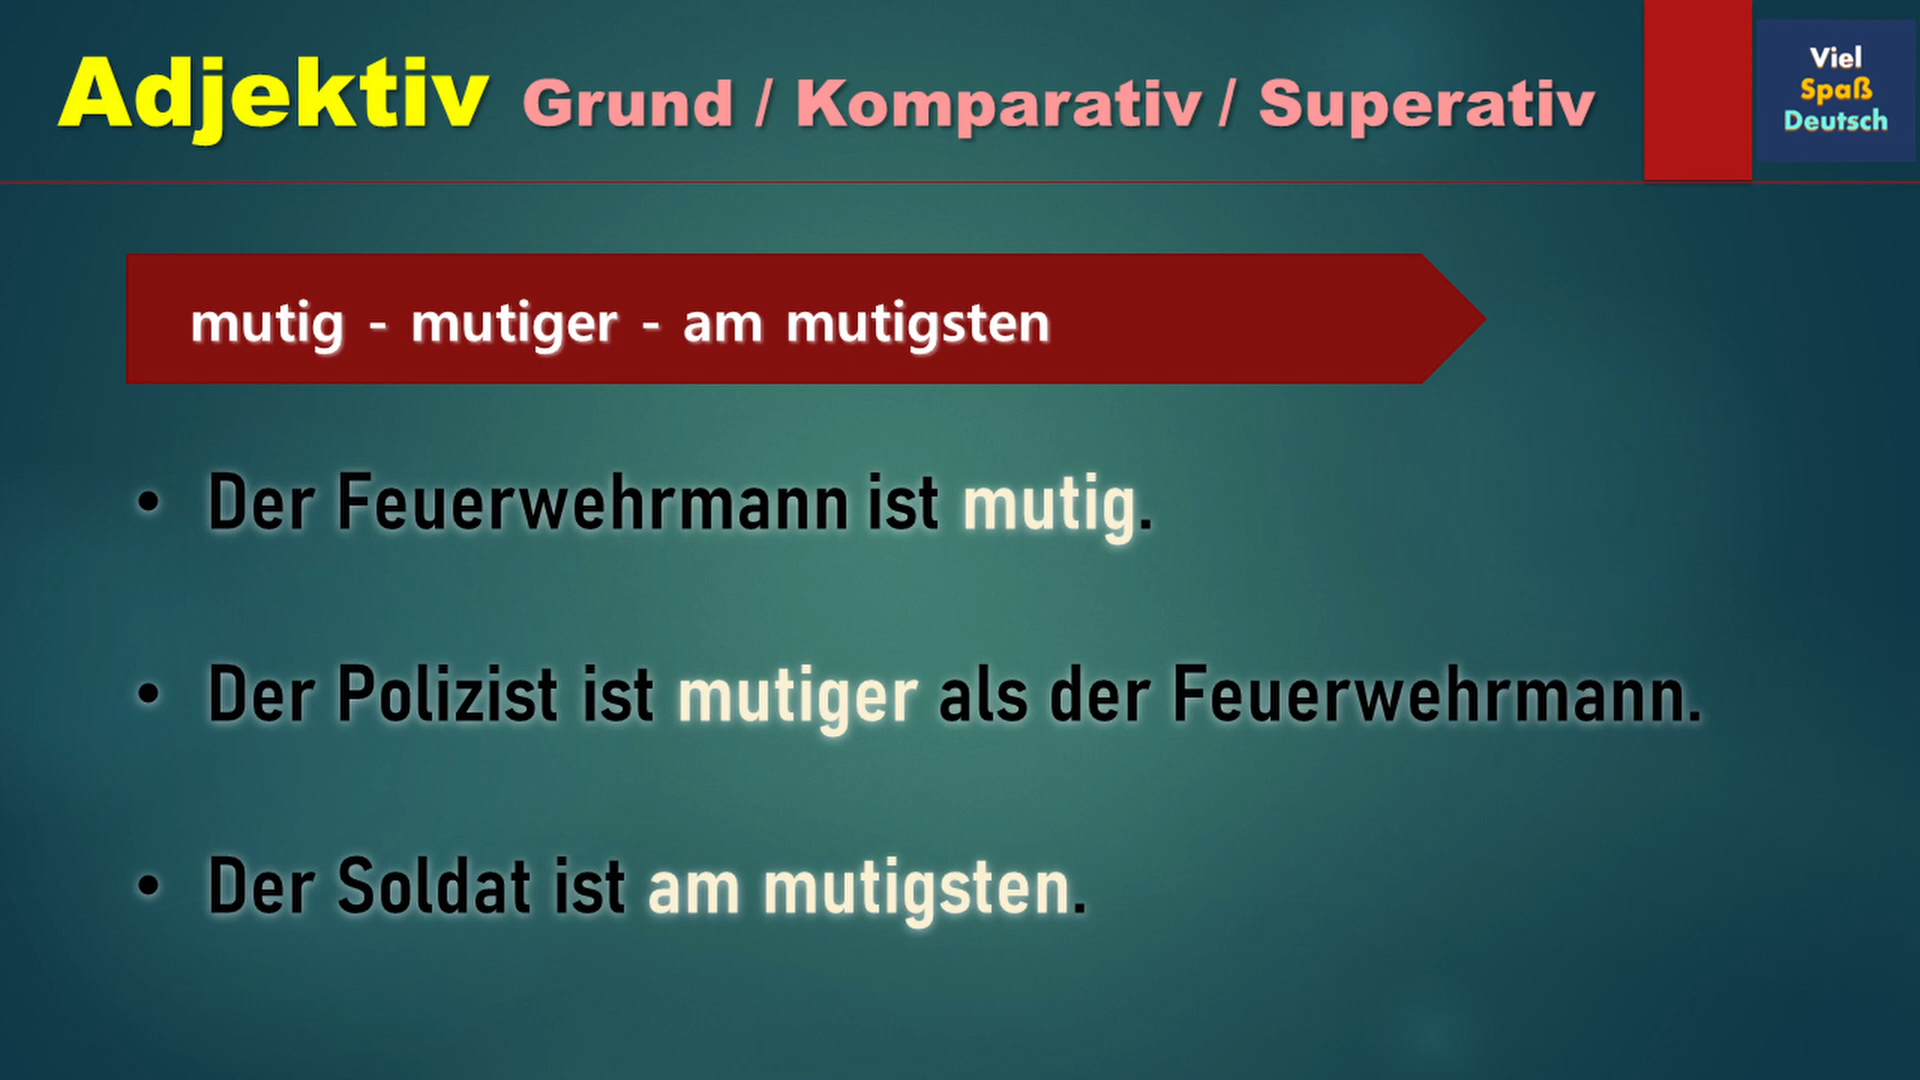 Adjektiv Grund / Komparativ / Superativ
Viel
Spaß
Deutsch
mutig - mutiger - am mutigsten
• Der Feuerwehrmann ist mutig.
• Der Polizist ist mutiger als der Feuerwehrmann.
• Der Soldat ist am mutigsten.